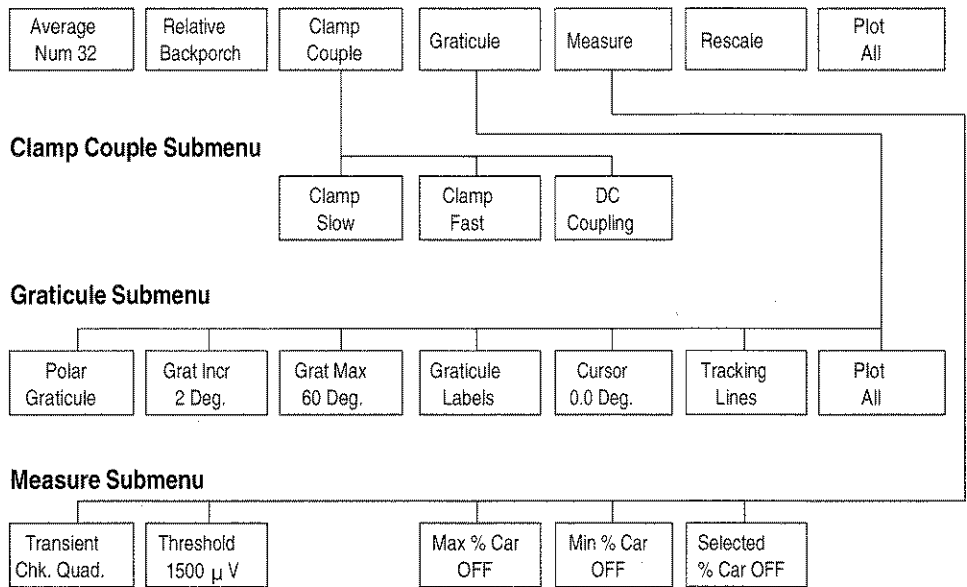 Average
Num 32
Relative
Backporch
Clamp
Couple
Graticule
Measure
Rescale
Plot
All
Clamp Couple Submenu
Clamp
Slow
Clamp
Fast
DC
Coupling
Graticule Submenu
Polar
Graticule
Grat Incr
2 Deg.
Grat Max
60 Deg.
Graticule
Labels
Cursor
0.0 Deg.
Tracking
Lines
Plot
All
Measure Submenu
Transient
Chk. Quad.
Threshold
1500 µ V
Max % Car
OFF
Min % Car
OFF
Selected
% Car OFF